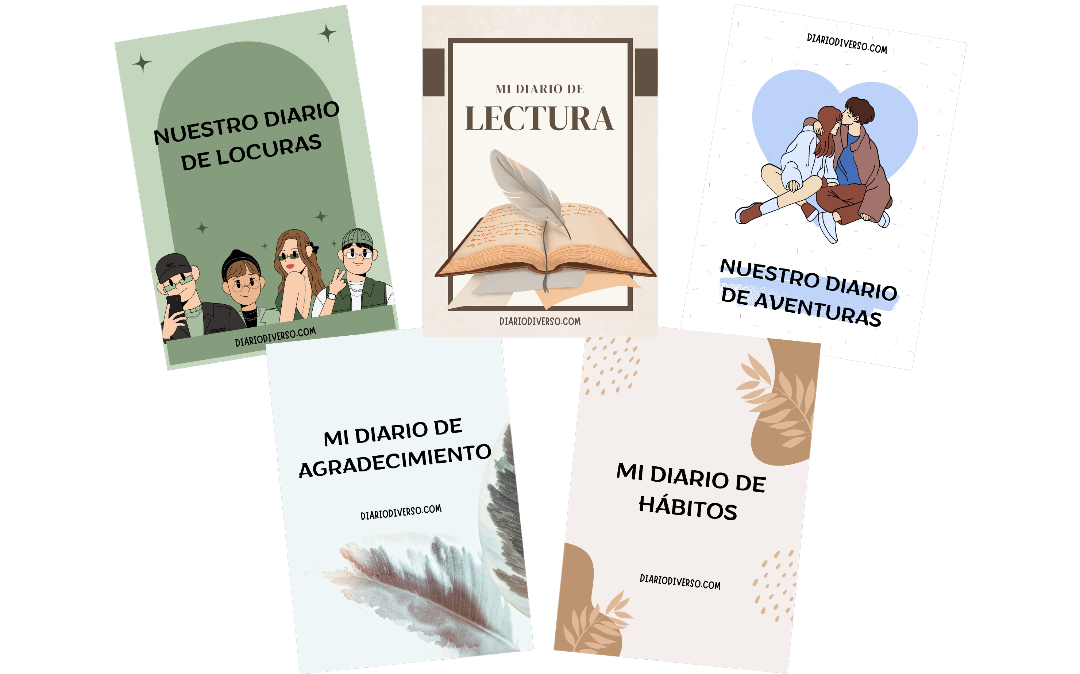 NUESTRO DIARIO
DE LOCURAS
DIARIODIVERSO.COM
MI DIARIO DE
LECTURA
DIARIODIVERSO.COM
DIARIODIVERSO.COM
NUESTRO DIARIO
DE AVENTURAS
MI DIARIO DE
AGRADECIMIENTO
DIARIODIVERSO.COM
MI DIARIO DE
HÁBITOS
DIARIODIVERSO.COM